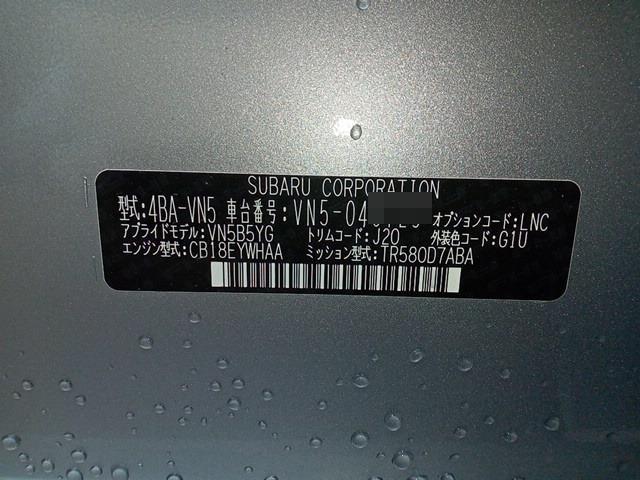 SUBARU CORPORATION
型式:4BA-VN5 車台番号:VN5-04 オプションコード:LNC
アプライドモデル:VN5B5YG トリムコード:J20 外装色コード:G1U
エンジン型式:CB18EYWHAA ミッション型式:TR580D7ABA